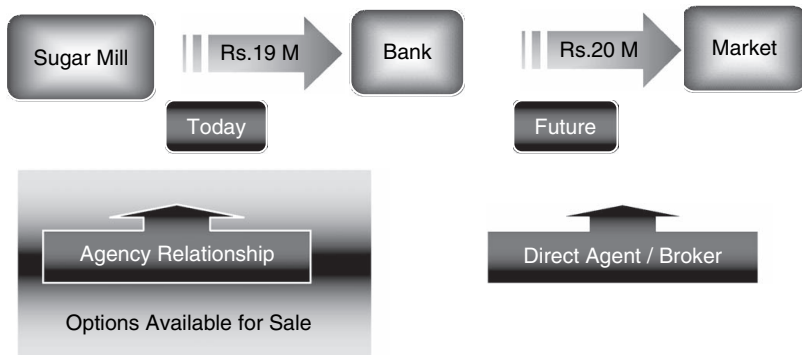 Sugar Mill
Rs.19 M
Bank
Rs.20 M
Market
Today
Future
Agency Relationship
Direct Agent / Broker
Options Available for Sale